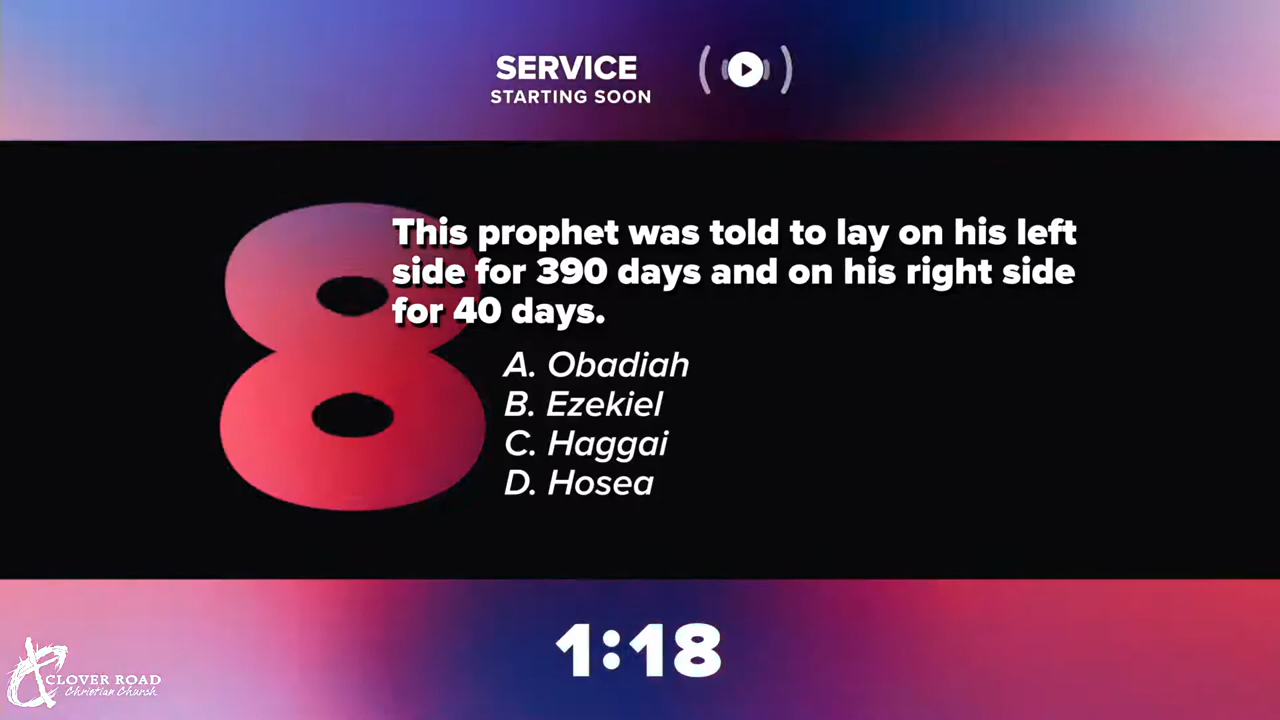 SERVICE
STARTING SOON
8
This prophet was told to lay on his left
side for 390 days and on his right side
for 40 days.
A. Obadiah
B. Ezekiel
C. Haggai
D. Hosea
1:18
CLOVER ROAD
Christian Church